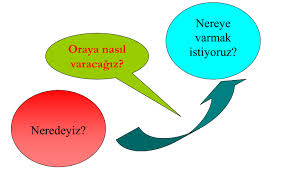 Nereye
varmak
istiyoruz?
Oraya nasıl
varacağız?
Neredeyiz?